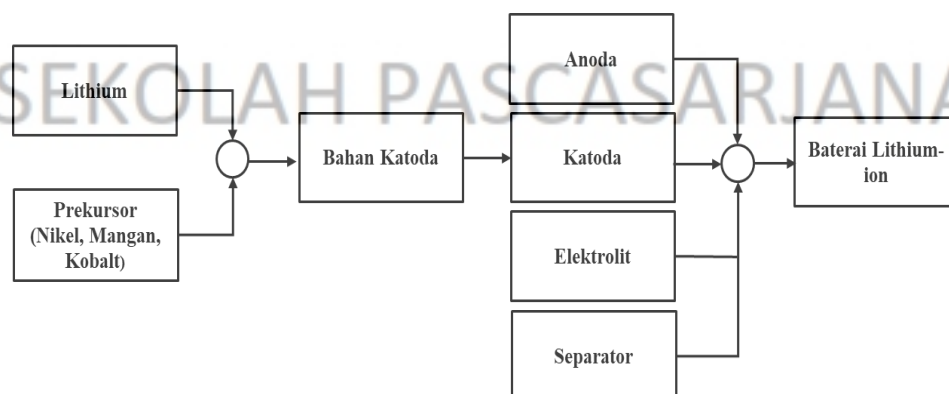 SEKOLAH PASCASARJANA
Lithium
Prekursor
(Nikel, Mangan,
Kobalt)
Bahan Katoda
Anoda
Katoda
Elektrolit
Separator
Baterai Lithium-
ion